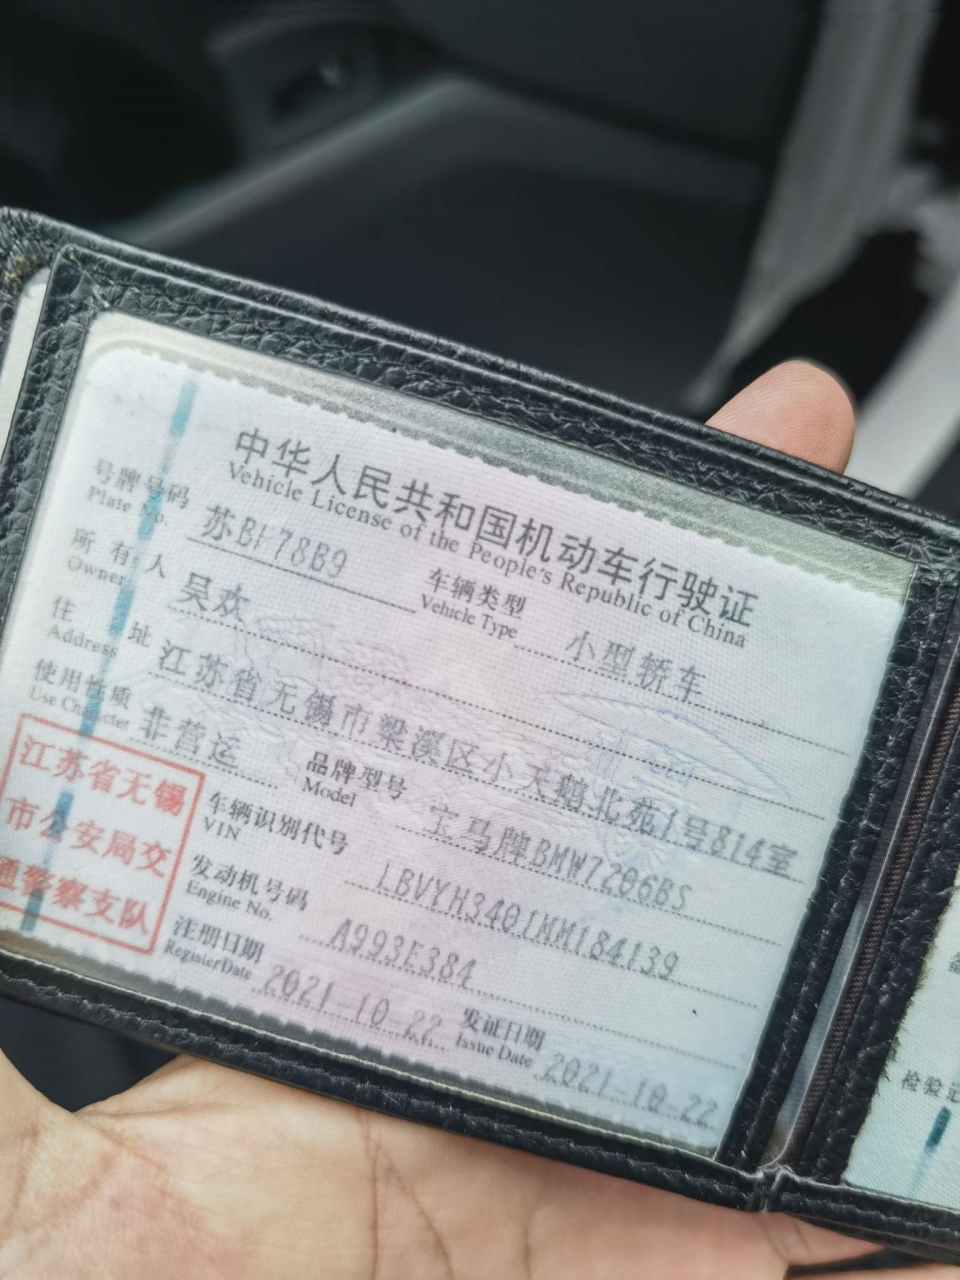 中华人民共和国机动车行驶证
Vehicle License of the People's Republic of China
号牌号码 苏BF78B9 车辆类型 小型轿车
Plate No. Vehicle Type
所有人 吴欢
Owner
住址 江苏省无锡市梁溪区小天鹅北苑1号814室
Address
使用性质 非营运 品牌型号 宝马牌BMW7206BS
Use Character Model
车辆识别代号 LBVYH3401MM184139
VIN
发动机号码 A993E384
Engine No.
注册日期 2021-10-22 发证日期 2021-10-22
Register Date Issue Date
江苏省无锡
市公安局交
通警察支队
检验记